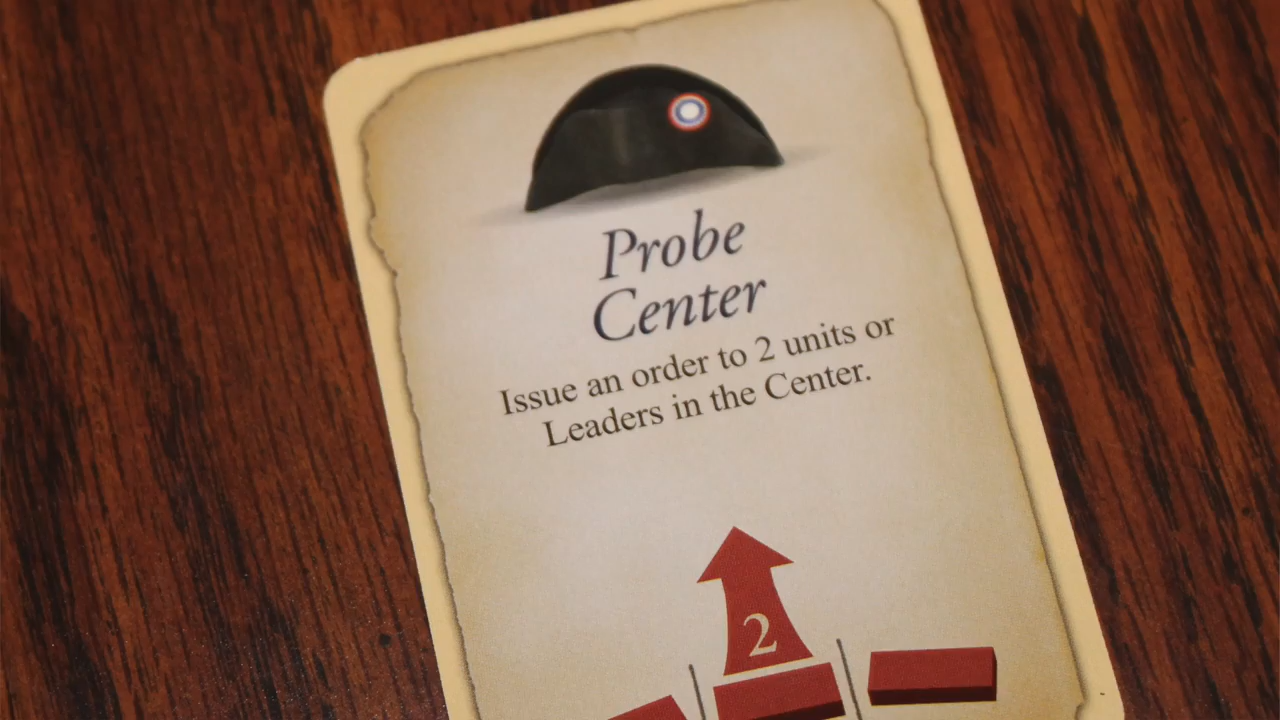 Probe
Center
Issue an order to 2 units or
Leaders in the Center.
2